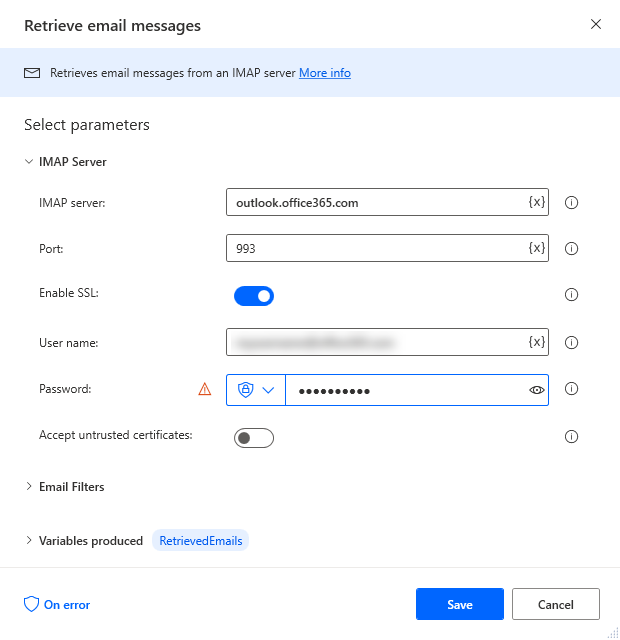 Retrieve email messages
Retrieves email messages from an IMAP server More info
Select parameters
IMAP Server
IMAP server: outlook.office365.com {x}
Port: 993 {x}
Enable SSL:
User name: {x}
Password: ••••••••••
Accept untrusted certificates:
Email Filters
Variables produced RetrievedEmails
On error Save Cancel